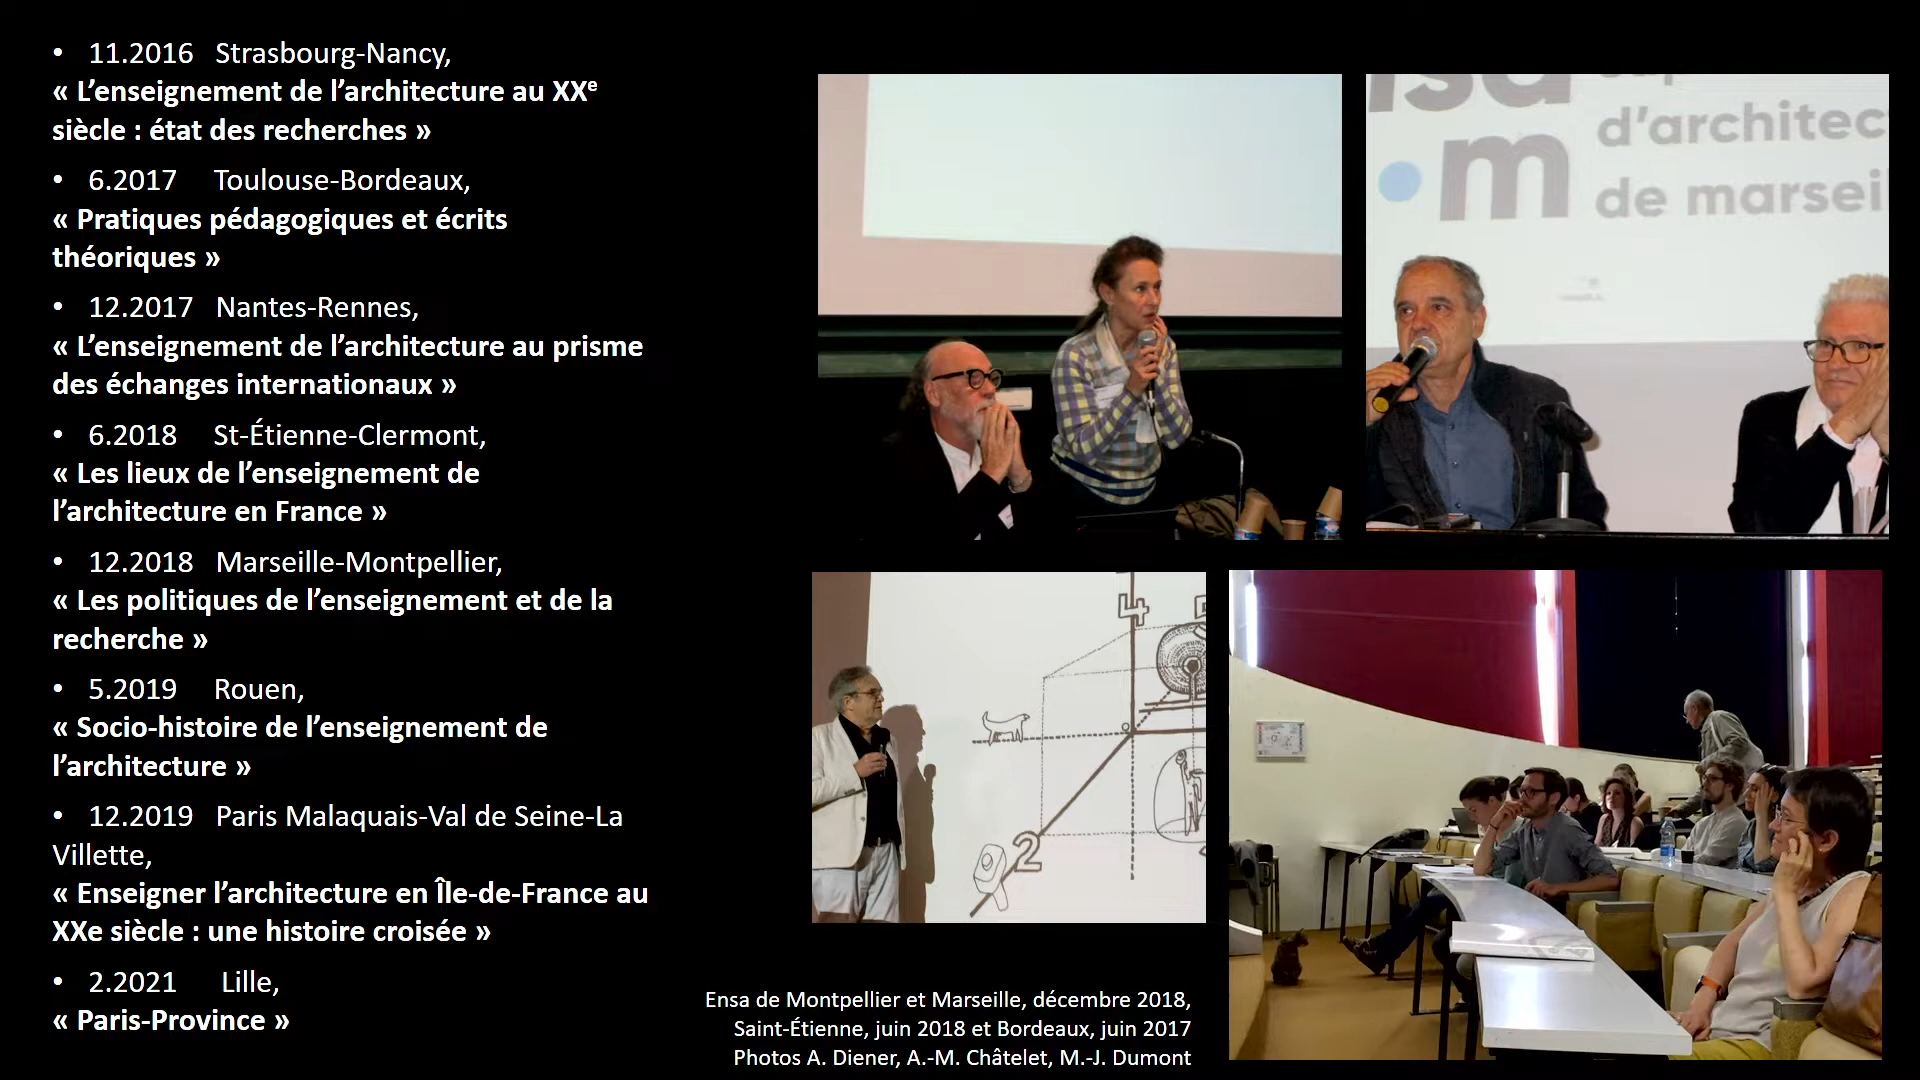 • 11.2016 Strasbourg-Nancy,
« L’enseignement de l’architecture au XXᵉ
siècle : état des recherches »
• 6.2017 Toulouse-Bordeaux,
« Pratiques pédagogiques et écrits
théoriques »
• 12.2017 Nantes-Rennes,
« L’enseignement de l’architecture au prisme
des échanges internationaux »
• 6.2018 St-Étienne-Clermont,
« Les lieux de l’enseignement de
l’architecture en France »
• 12.2018 Marseille-Montpellier,
« Les politiques de l’enseignement et de la
recherche »
• 5.2019 Rouen,
« Socio-histoire de l’enseignement de
l’architecture »
• 12.2019 Paris Malaquais-Val de Seine-La
Villette,
« Enseigner l’architecture en Île-de-France au
XXe siècle : une histoire croisée »
• 2.2021 Lille,
« Paris-Province »
d’architec
m
de marsei
4
2
Ensa de Montpellier et Marseille, décembre 2018,
Saint-Étienne, juin 2018 et Bordeaux, juin 2017
Photos A. Diener, A.-M. Châtelet, M.-J. Dumont